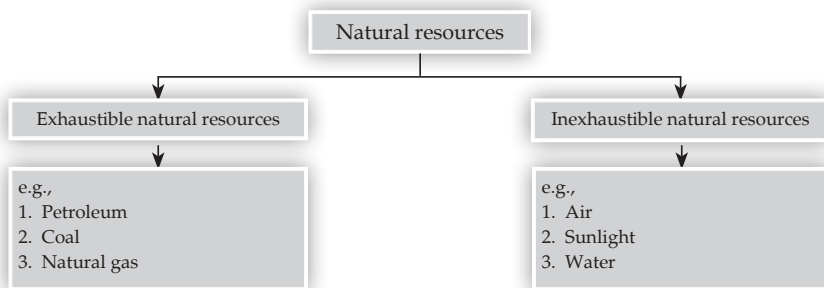 Natural resources
Exhaustible natural resources
Inexhaustible natural resources
e.g.,
1. Petroleum
2. Coal
3. Natural gas
e.g.,
1. Air
2. Sunlight
3. Water